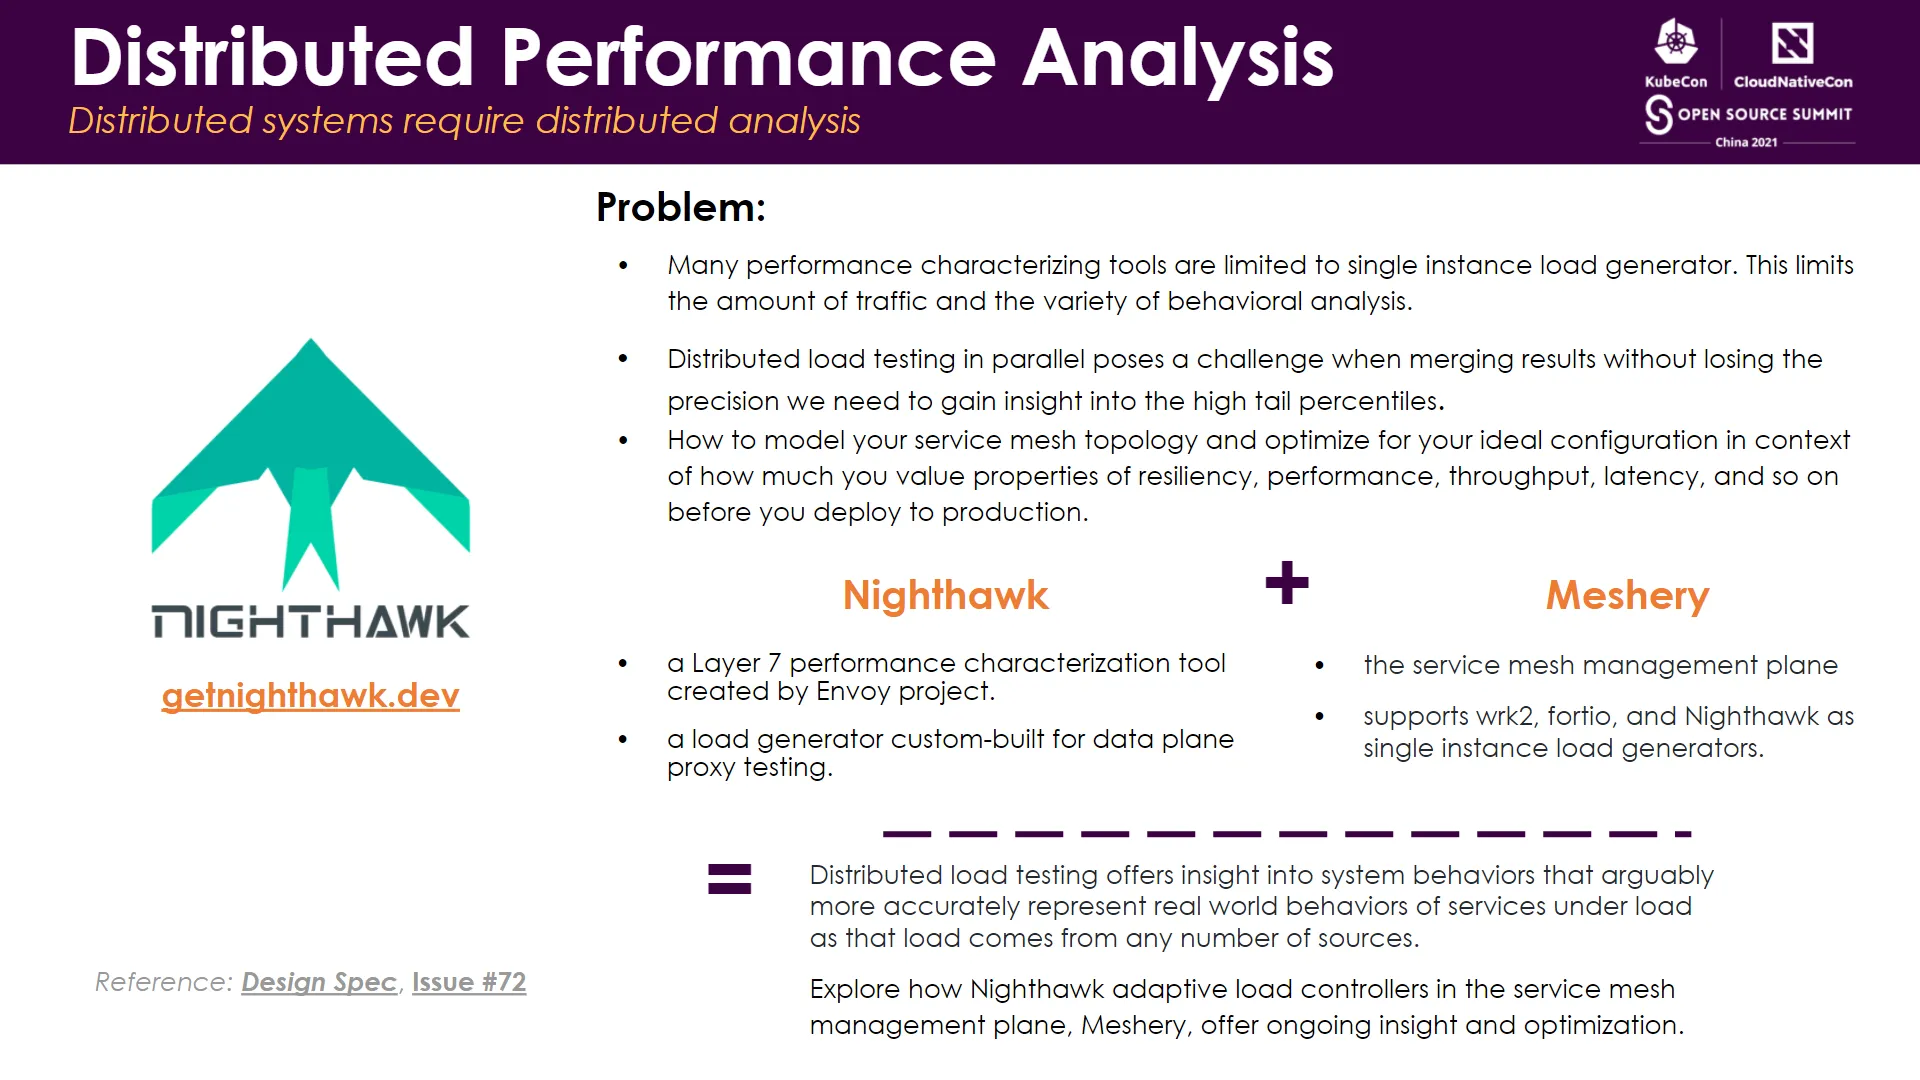 Distributed Performance Analysis
Distributed systems require distributed analysis
KubeCon
CloudNativeCon
OPEN SOURCE SUMMIT
China 2021
Problem:
• Many performance characterizing tools are limited to single instance load generator. This limits
the amount of traffic and the variety of behavioral analysis.
• Distributed load testing in parallel poses a challenge when merging results without losing the
precision we need to gain insight into the high tail percentiles.
• How to model your service mesh topology and optimize for your ideal configuration in context
of how much you value properties of resiliency, performance, throughput, latency, and so on
before you deploy to production.
NIGHTHAWK
getnighthawk.dev
Nighthawk
• a Layer 7 performance characterization tool
created by Envoy project.
• a load generator custom-built for data plane
proxy testing.
+
Meshery
• the service mesh management plane
• supports wrk2, fortio, and Nighthawk as
single instance load generators.
=
Distributed load testing offers insight into system behaviors that arguably
more accurately represent real world behaviors of services under load
as that load comes from any number of sources.
Explore how Nighthawk adaptive load controllers in the service mesh
management plane, Meshery, offer ongoing insight and optimization.
Reference: Design Spec, Issue #72